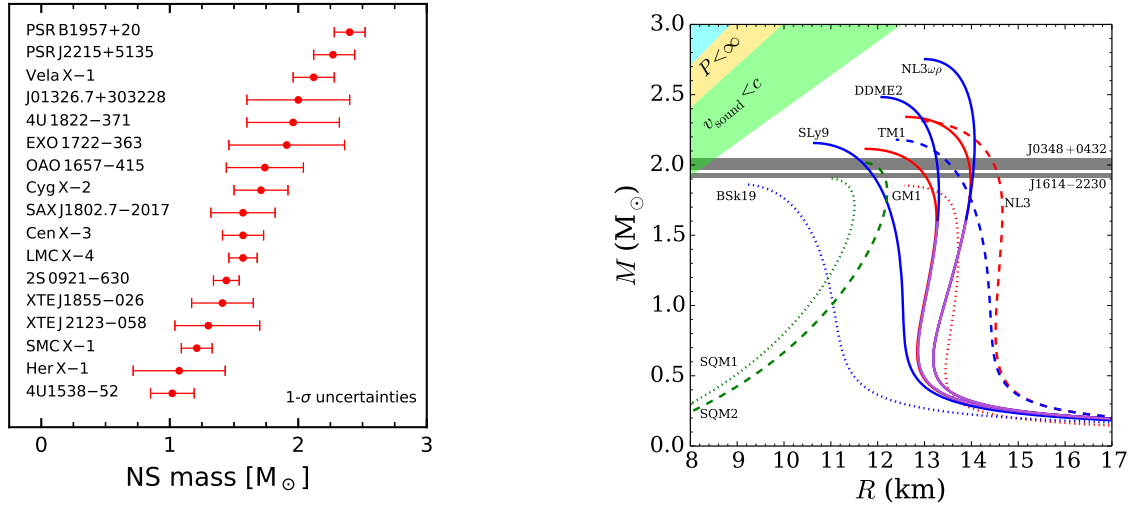 PSR B1957+20
PSR J2215+5135
Vela X−1
J01326.7+303228
4U 1822−371
EXO 1722−363
OAO 1657−415
Cyg X−2
SAX J1802.7−2017
Cen X−3
LMC X−4
2S 0921−630
XTE J1855−026
XTE J2123−058
SMC X−1
Her X−1
4U1538−52
1-σ uncertainties
0 1 2 3
NS mass [M⊙]
3.0
2.5
2.0
1.5
1.0
0.5
0.0
M (M⊙)
P<∞
v_sound<c
NL3ωρ
DDME2
SLy9
TM1
J0348+0432
J1614−2230
BSk19
GM1
NL3
SQM1
SQM2
8 9 10 11 12 13 14 15 16 17
R (km)